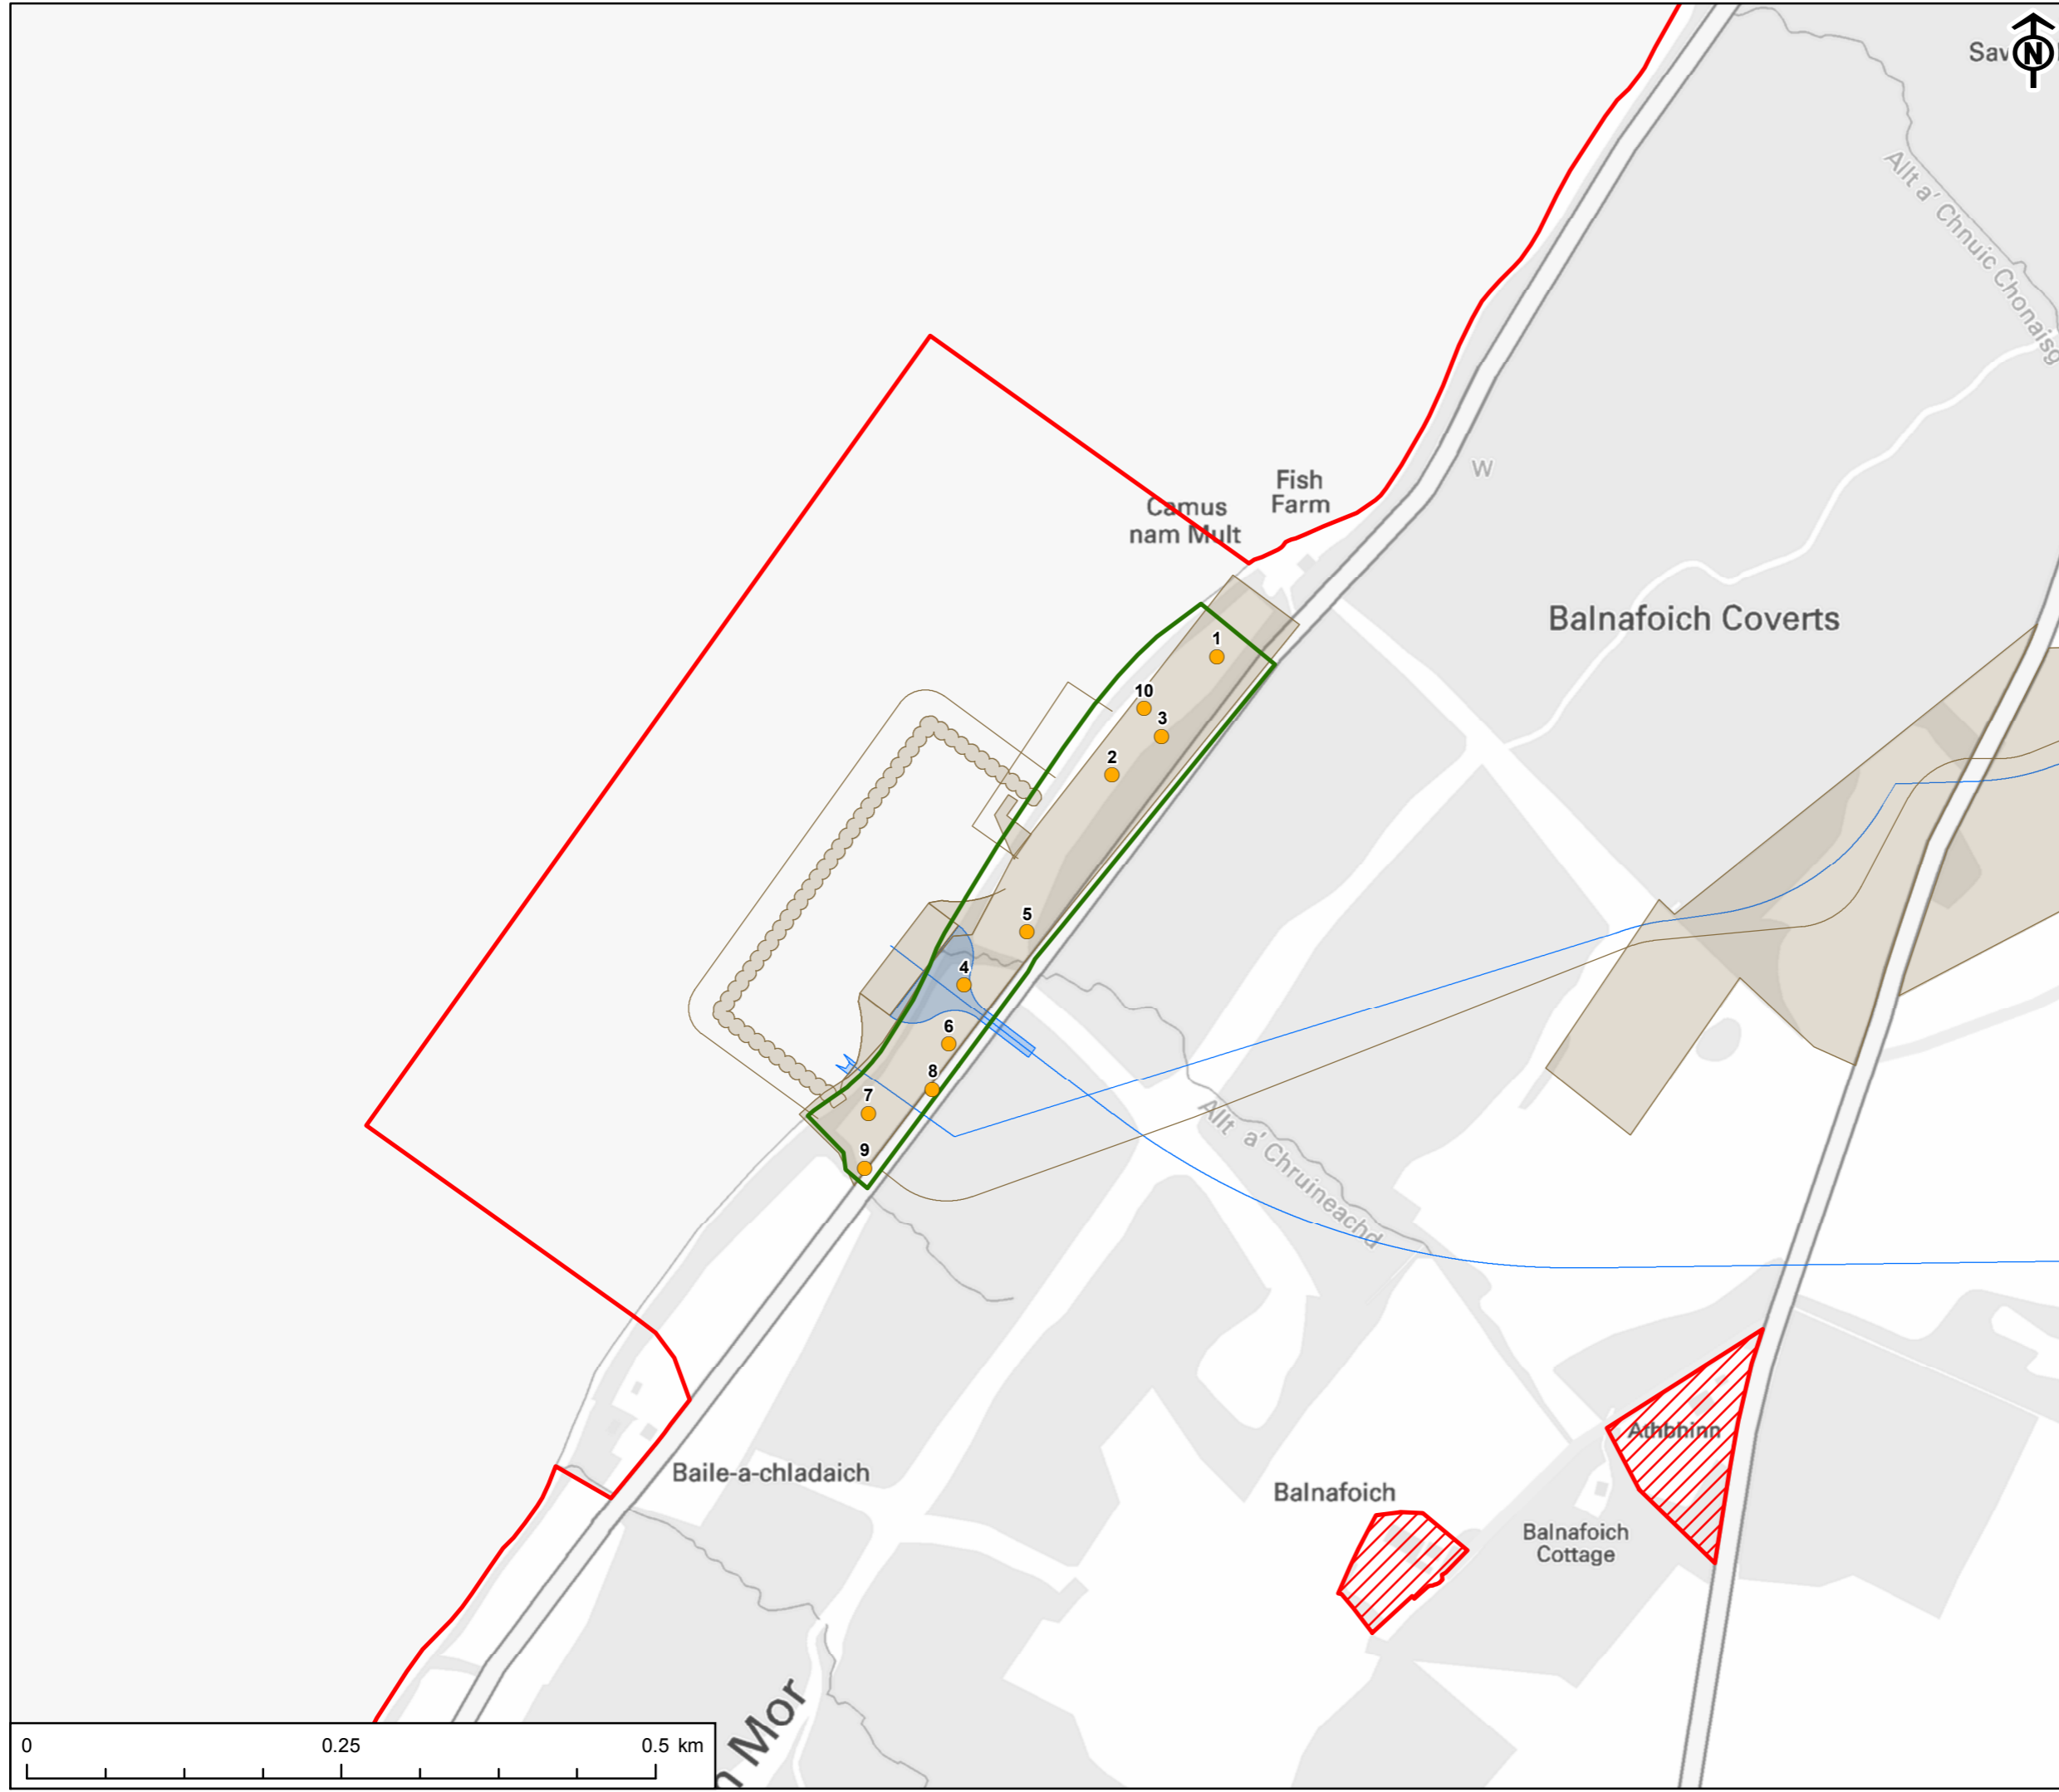 N
Allt a' Chnuic Chonaisg
Fish
Farm
W
Camus
nam Mult
Balnafoich Coverts
1
10
3
2
5
4
6
8
7
9
Allt a' Chruineachd
Athbhinn
Baile-a-chladaich
Balnafoich
Balnafoich
Cottage
Mor
0 0.25 0.5 km